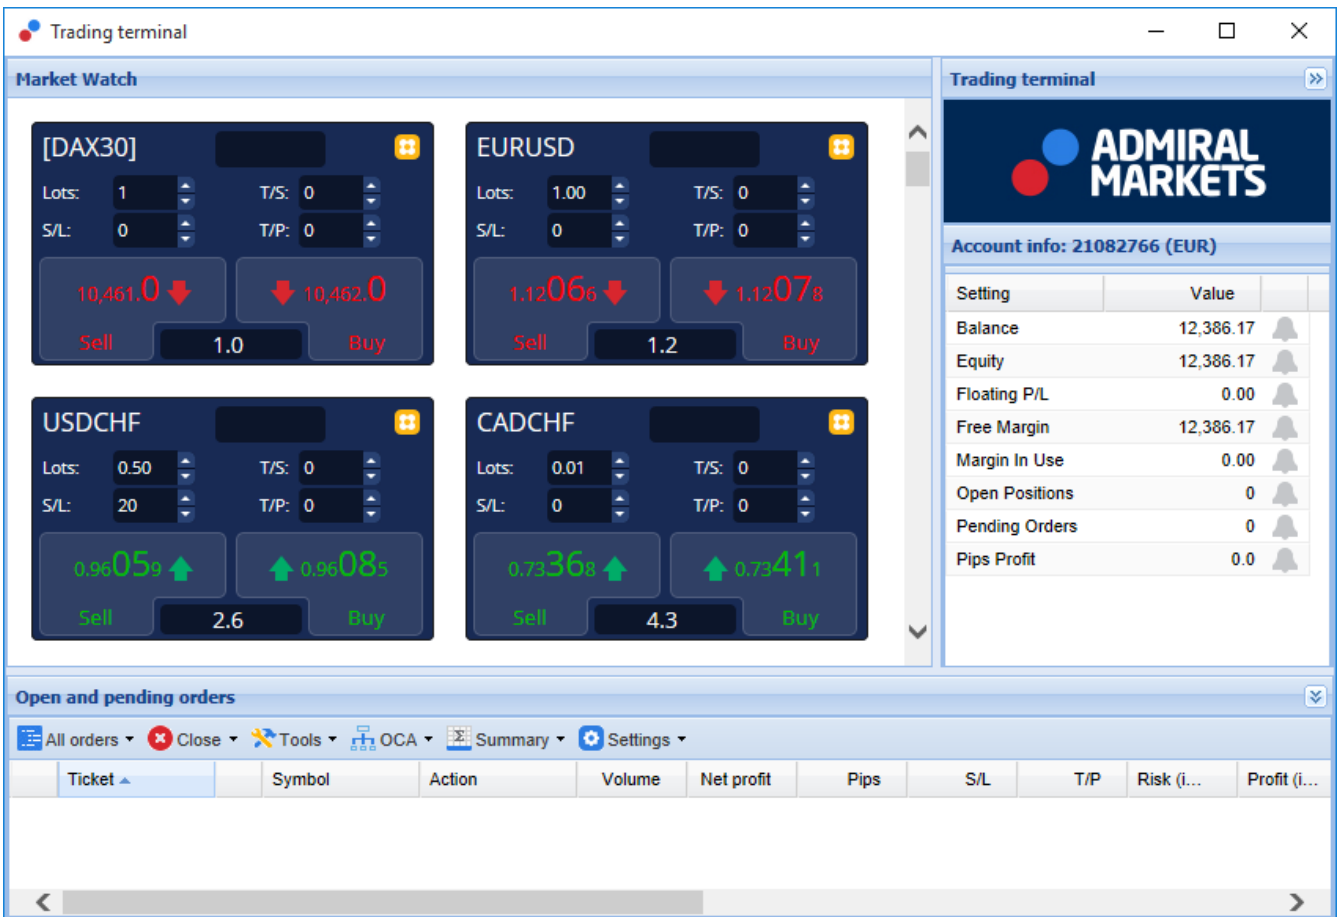 Trading terminal
Market Watch
[DAX30]
Lots: 1 T/S: 0
S/L: 0 T/P: 0
10,461.0 10,462.0
Sell 1.0 Buy
EURUSD
Lots: 1.00 T/S: 0
S/L: 0 T/P: 0
1.12066 1.12078
Sell 1.2 Buy
USDCHF
Lots: 0.50 T/S: 0
S/L: 20 T/P: 0
0.96059 0.96085
Sell 2.6 Buy
CADCHF
Lots: 0.01 T/S: 0
S/L: 0 T/P: 0
0.73368 0.73411
Sell 4.3 Buy
Trading terminal
ADMIRAL
MARKETS
Account info: 21082766 (EUR)
Setting Value
Balance 12,386.17
Equity 12,386.17
Floating P/L 0.00
Free Margin 12,386.17
Margin In Use 0.00
Open Positions 0
Pending Orders 0
Pips Profit 0.0
Open and pending orders
All orders Close Tools OCA Summary Settings
Ticket Symbol Action Volume Net profit Pips S/L T/P Risk (i... Profit (i...